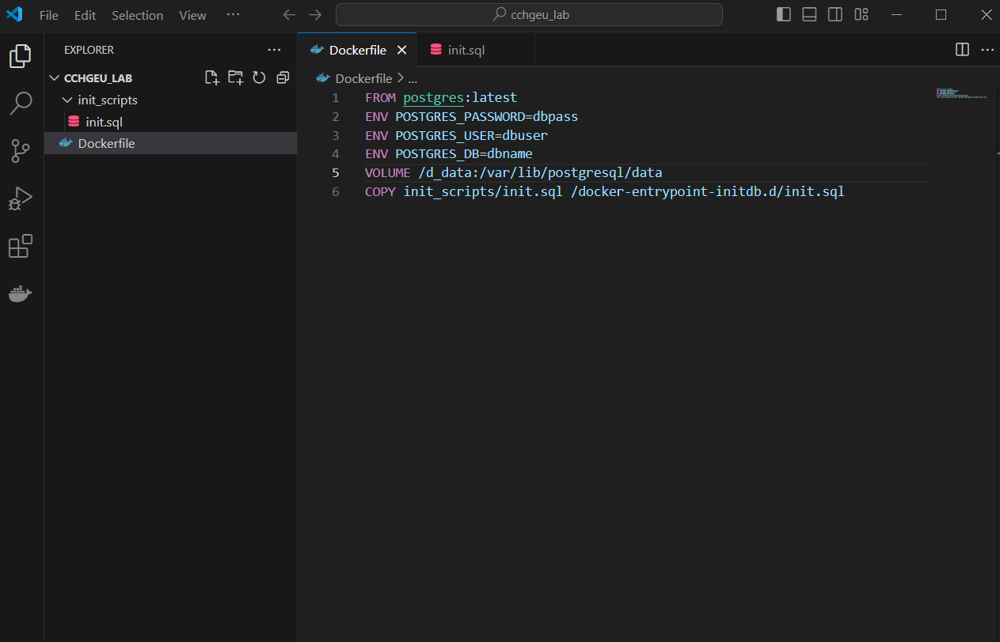 File Edit Selection View ...
cchgeu_lab
EXPLORER
CCHGEU_LAB
init_scripts
init.sql
Dockerfile
Dockerfile init.sql
Dockerfile > ...
1 FROM postgres:latest
2 ENV POSTGRES_PASSWORD=dbpass
3 ENV POSTGRES_USER=dbuser
4 ENV POSTGRES_DB=dbname
5 VOLUME /d_data:/var/lib/postgresql/data
6 COPY init_scripts/init.sql /docker-entrypoint-initdb.d/init.sql